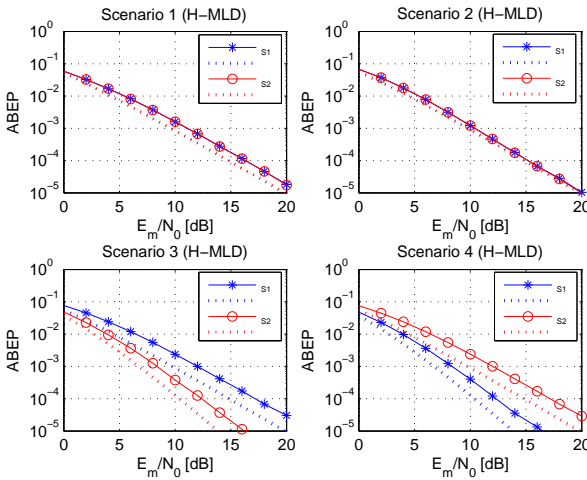 Scenario 1 (H−MLD)
ABEP
10^0
10^−1
10^−2
10^−3
10^−4
10^−5
0
5
10
15
20
E_m/N_0 [dB]
S1
S2
Scenario 2 (H−MLD)
ABEP
10^0
10^−1
10^−2
10^−3
10^−4
10^−5
0
5
10
15
20
E_m/N_0 [dB]
S1
S2
Scenario 3 (H−MLD)
ABEP
10^0
10^−1
10^−2
10^−3
10^−4
10^−5
0
5
10
15
20
E_m/N_0 [dB]
S1
S2
Scenario 4 (H−MLD)
ABEP
10^0
10^−1
10^−2
10^−3
10^−4
10^−5
0
5
10
15
20
E_m/N_0 [dB]
S1
S2